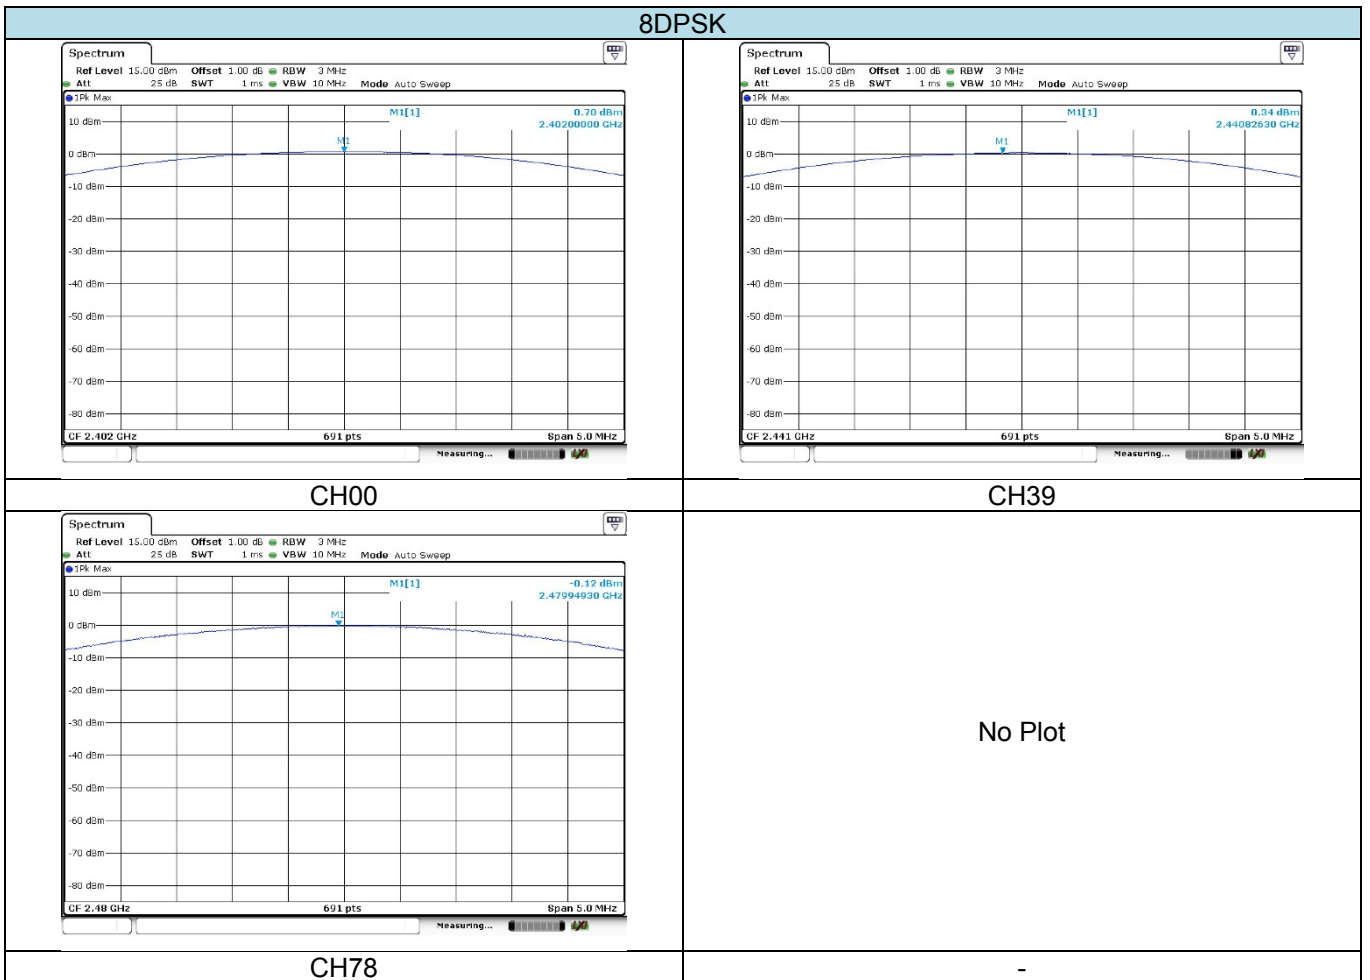 8DPSK
Spectrum
Ref Level 15.00 dBm Offset 1.00 dB RBW 3 MHz
Att 25 dB SWT 1 ms VBW 10 MHz Mode Auto Sweep
1Pk Max
M1[1] 0.70 dBm
2.40200000 GHz
10 dBm
M1
0 dBm
-10 dBm
-20 dBm
-30 dBm
-40 dBm
-50 dBm
-60 dBm
-70 dBm
-80 dBm
CF 2.402 GHz 691 pts Span 5.0 MHz
Measuring... LXI
CH00
Spectrum
Ref Level 15.00 dBm Offset 1.00 dB RBW 3 MHz
Att 25 dB SWT 1 ms VBW 10 MHz Mode Auto Sweep
1Pk Max
M1[1] 0.34 dBm
2.44082630 GHz
10 dBm
M1
0 dBm
-10 dBm
-20 dBm
-30 dBm
-40 dBm
-50 dBm
-60 dBm
-70 dBm
-80 dBm
CF 2.441 GHz 691 pts Span 5.0 MHz
Measuring... LXI
CH39
Spectrum
Ref Level 15.00 dBm Offset 1.00 dB RBW 3 MHz
Att 25 dB SWT 1 ms VBW 10 MHz Mode Auto Sweep
1Pk Max
M1[1] -0.12 dBm
2.47994930 GHz
10 dBm
M1
0 dBm
-10 dBm
-20 dBm
-30 dBm
-40 dBm
-50 dBm
-60 dBm
-70 dBm
-80 dBm
CF 2.48 GHz 691 pts Span 5.0 MHz
Measuring... LXI
CH78
No Plot
-